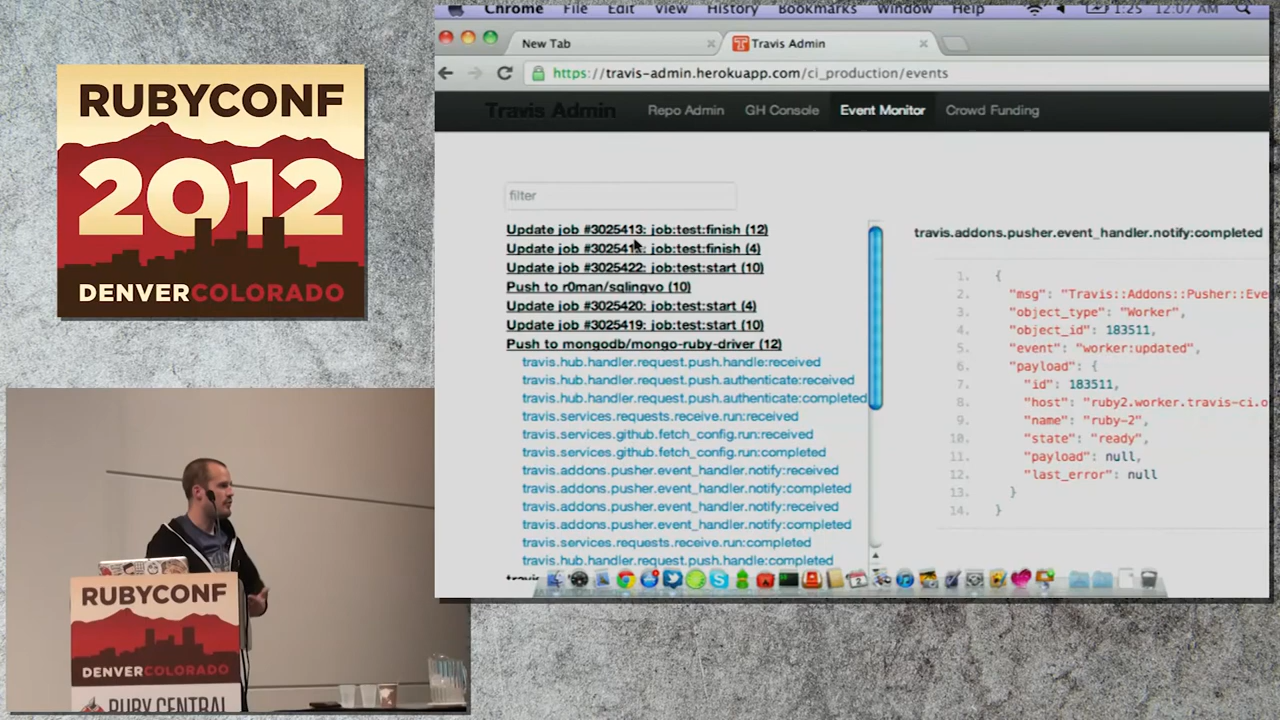 RUBYCONF
2012
DENVERCOLORADO
Chrome File Edit View History Bookmarks Window Help 1:25 12:07 AM
New Tab
Travis Admin
https://travis-admin.herokuapp.com/ci_production/events
Travis Admin Repo Admin GH Console Event Monitor Crowd Funding
filter
Update job #3025413: job:test:finish (12)
Update job job:test:finish (4)
Update job #3025422: job:test:start (10)
Push to r0man/sqlingvo (10)
Update job #3025420: job:test:start (4)
Update job #3025419: job:test:start (10)
Push to mongodb/mongo-ruby-driver (12)
travis.hub.handler.request.push.handle:received
travis.hub.handler.request.push.authenticate:received
travis.hub.handler.request.push.authenticate:completed
travis.services.requests.receive.run:received
travis.services.github.fetch_config.run:received
travis.services.github.fetch_config.run:completed
travis.addons.pusher.event_handler.notify:received
travis.addons.pusher.event_handler.notify:completed
travis.addons.pusher.event_handler.notify:received
travis.addons.pusher.event_handler.notify:completed
travis.services.requests.receive.run:completed
travis.hub.handler.request.push.handle:completed
travis.addons.pusher.event_handler.notify:completed
1. {
2. "msg": "Travis::Addons::Pusher::Eve
3. "object_type": "Worker",
4. "object_id": 183511,
5. "event": "worker:updated",
6. "payload": {
7. "id": 183511,
8. "host": "ruby2.worker.travis-ci.o
9. "name": "ruby-2",
10. "state": "ready",
11. "payload": null,
12. "last_error": null
13. }
14. }
RUBYCONF
DENVERCOLORADO
RUBY CENTRAL